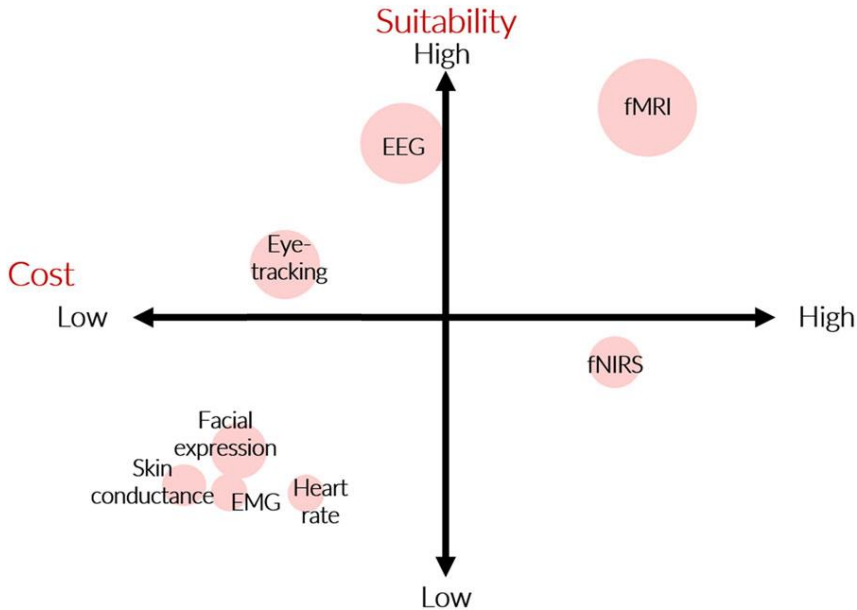 Suitability
High
fMRI
EEG
Eye-
tracking
Cost
Low
High
fNIRS
Facial
expression
Skin
conductance
EMG
Heart
rate
Low